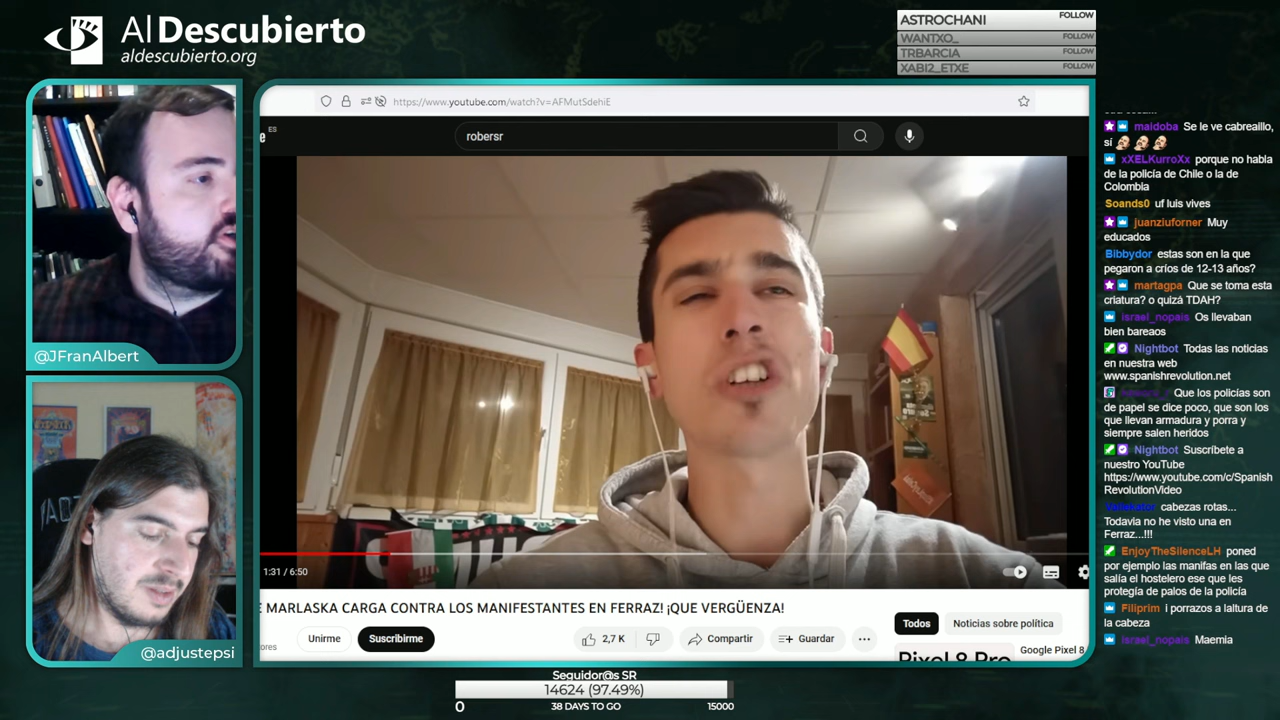 Al Descubierto
aldescubierto.org
ASTROCHANI FOLLOW
WANTXO_ FOLLOW
TRBARCIA FOLLOW
XABI2_ETXE FOLLOW
https://www.youtube.com/watch?v=AFMutSdehiE
ES
robersr
@JFranAlbert
@adjustepsi
1:31 / 6:50
MARLASKA CARGA CONTRA LOS MANIFESTANTES EN FERRAZ! ¡QUE VERGÜENZA!
ores
Unirme
Suscribirme
2,7 K
Compartir
Guardar
Todos
Noticias sobre política
Pixel 8 Pro
Google Pixel 8
maidoba Se le ve cabreaillo,
sí
xXELKurroXx porque no habla
de la policía de Chile o la de
Colombia
Soands0 uf luis vives
juanziuforner Muy
educados
Bibbydor estas son en la que
pegaron a críos de 12-13 años?
martagpa Que se toma esta
criatura? o quizá TDAH?
israel_nopais Os llevaban
bien bareaos
Nightbot Todas las noticias
en nuestra web
www.spanishrevolution.net
Que los policías son
de papel se dice poco, que son los
que llevan armadura y porra y
siempre salen heridos
Nightbot Suscríbete a
nuestro YouTube
https://www.youtube.com/c/Spanish
RevolutionVideo
cabezas rotas...
Todavia no he visto una en
Ferraz...!!!
EnjoyTheSilenceLH poned
por ejemplo las manifas en las que
salía el hostelero ese que les
protegía de palos de la policía
Filiprim i porrazos a laltura de
la cabeza
israel_nopais Maemia
Seguidor@s SR
14624 (97.49%)
0 38 DAYS TO GO 15000